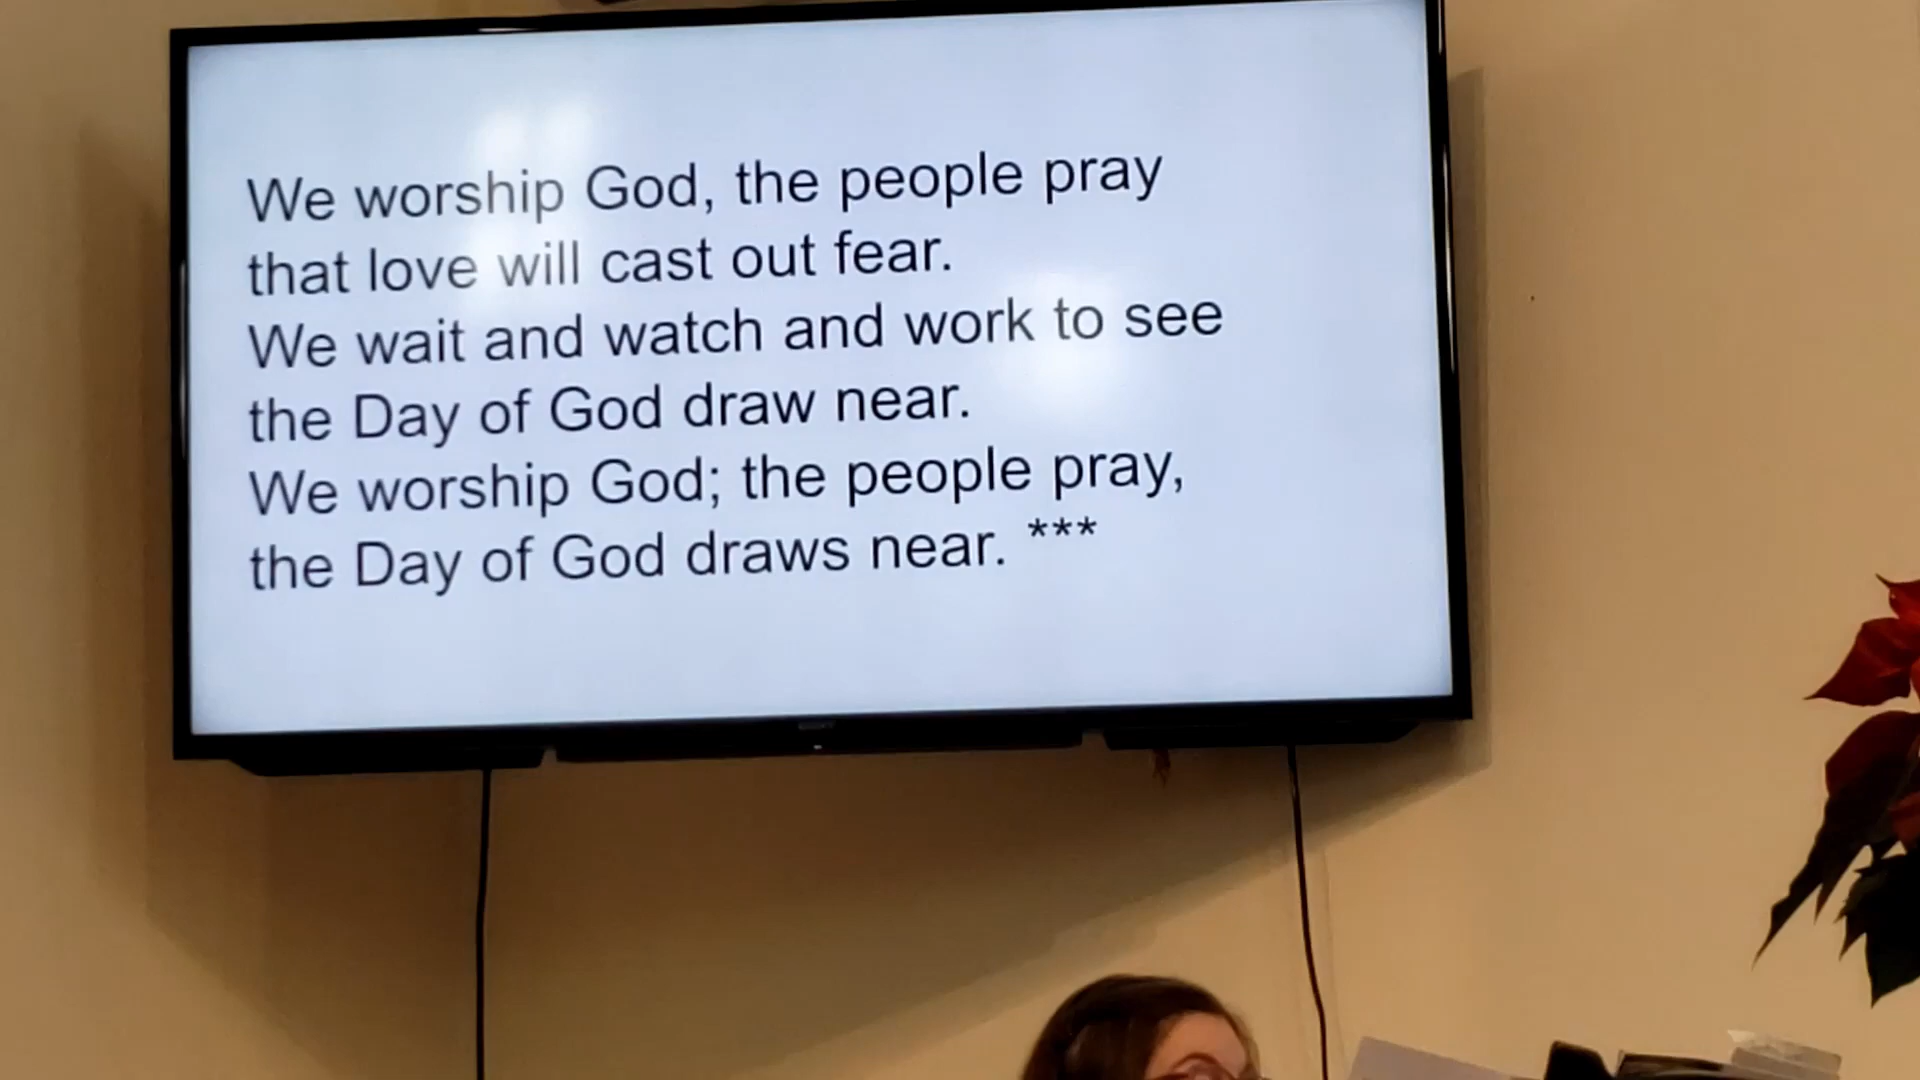 We worship God, the people pray
that love will cast out fear.
We wait and watch and work to see
the Day of God draw near.
We worship God; the people pray,
the Day of God draws near. ***